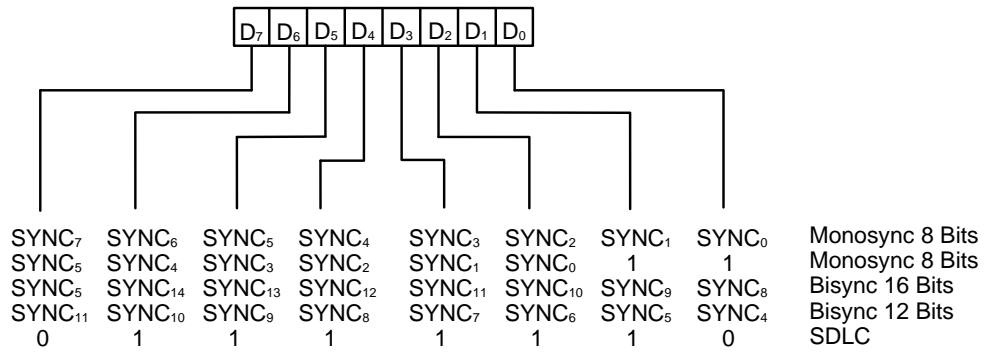 D₇ D₆ D₅ D₄ D₃ D₂ D₁ D₀
SYNC₇ SYNC₆ SYNC₅ SYNC₄ SYNC₃ SYNC₂ SYNC₁ SYNC₀ Monosync 8 Bits
SYNC₅ SYNC₄ SYNC₃ SYNC₂ SYNC₁ SYNC₀ 1 1 Monosync 8 Bits
SYNC₅ SYNC₁₄ SYNC₁₃ SYNC₁₂ SYNC₁₁ SYNC₁₀ SYNC₉ SYNC₈ Bisync 16 Bits
SYNC₁₁ SYNC₁₀ SYNC₉ SYNC₈ SYNC₇ SYNC₆ SYNC₅ SYNC₄ Bisync 12 Bits
0 1 1 1 1 1 1 0 SDLC